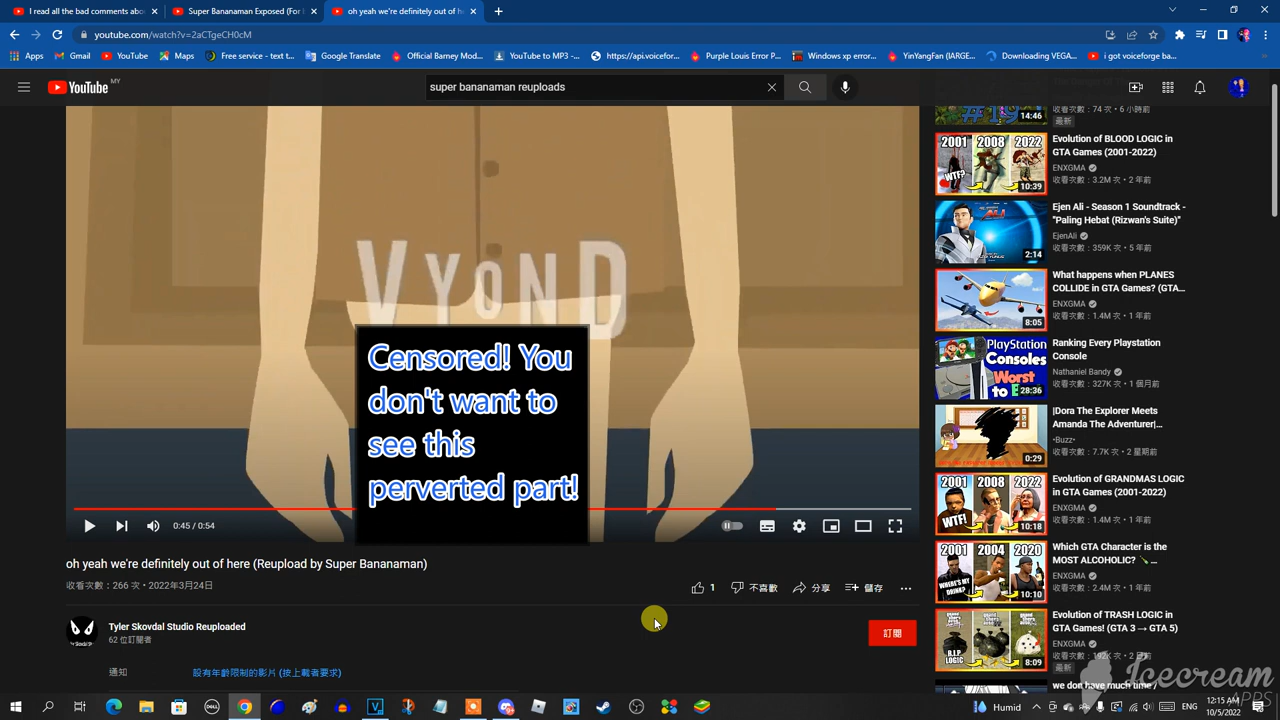 I read all the bad comments abou
Super Bananaman Exposed (For
oh yeah we're definitely out of her
youtube.com/watch?v=2aCTgeCH0cM
Apps
Gmail
YouTube
Maps
Free service - text t...
Google Translate
Official Barney Mod...
YouTube to MP3 -...
https://api.voicefor...
Purple Louis Error P...
Windows xp error...
YinYangFan (lARGE...
Downloading VEGA...
i got voiceforge ba...
YouTube MY
super bananaman reuploads
VYOND
Censored! You
don't want to
see this
perverted part!
0:45 / 0:54
oh yeah we're definitely out of here (Reupload by Super Bananaman)
收看次數：266 次 • 2022年3月24日
1
不喜歡
分享
儲存
Tyler Skovdal Studio Reuploaded
62 位訂閱者
訂閱
通知
設有年齡限制的影片 (按上載者要求)
#19
14:46
收看次數：74 次 • 6 小時前
最新
2001 2008 2022
WTF?
10:39
Evolution of BLOOD LOGIC in
GTA Games (2001-2022)
ENXGMA
收看次數：3.2M 次 • 2 年前
2:14
Ejen Ali - Season 1 Soundtrack -
"Paling Hebat (Rizwan's Suite)"
EjenAli
收看次數：359K 次 • 5 年前
8:05
What happens when PLANES
COLLIDE in GTA Games? (GTA...
ENXGMA
收看次數：1.4M 次 • 1 年前
PlayStation
Consoles
Worst
to
28:36
Ranking Every Playstation
Console
Nathaniel Bandy
收看次數：327K 次 • 1 個月前
0:29
|Dora The Explorer Meets
Amanda The Adventurer|...
•Buzz•
收看次數：7.7K 次 • 2 星期前
2001 2008 2022
WTF!
10:18
Evolution of GRANDMAS LOGIC
in GTA Games (2001-2022)
ENXGMA
收看次數：1.4M 次 • 1 年前
2001 2004 2020
WHERE'S MY
DRINK?
10:10
Which GTA Character is the
MOST ALCOHOLIC? 🍾...
ENXGMA
收看次數：2.4M 次 • 1 年前
R.I.P
LOGIC
8:09
Evolution of TRASH LOGIC in
GTA Games! (GTA 3 → GTA 5)
ENXGMA
收看次數：192K 次 • 2
最新
we don have much time /
Icecream
APPS
Humid
ENG
12:15 AM
10/5/2022